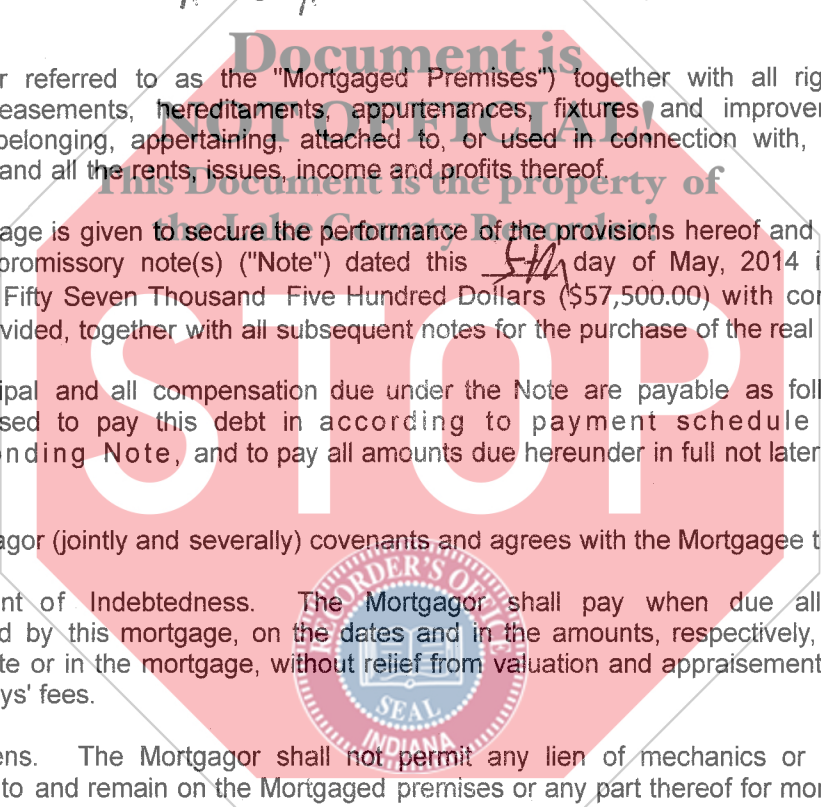 Document is
r referred to as the "Mortgaged Premises") together with all rig
easements, hereditaments, appurtenances, fixtures and improver
NOT OFFICIAL!
belonging, appertaining, attached to, or used in connection with,
and all the rents, issues, income and profits thereof.
This Document is the property of
the Lake County Recorder!
age is given to secure the performance of the provisions hereof and
promissory note(s) ("Note") dated this 5th day of May, 2014 i
Fifty Seven Thousand Five Hundred Dollars ($57,500.00) with cor
vided, together with all subsequent notes for the purchase of the real
STOP
ipal and all compensation due under the Note are payable as foll
sed to pay this debt in according to payment schedule
nding Note, and to pay all amounts due hereunder in full not later
agor (jointly and severally) covenants and agrees with the Mortgagee t
nt of Indebtedness. The Mortgagor shall pay when due all
d by this mortgage, on the dates and in the amounts, respectively,
te or in the mortgage, without relief from valuation and appraisement
ys' fees.
RECORDER'S OFFICE
SEAL
INDIANA
ens. The Mortgagor shall not permit any lien of mechanics or
to and remain on the Mortgaged premises or any part thereof for mor